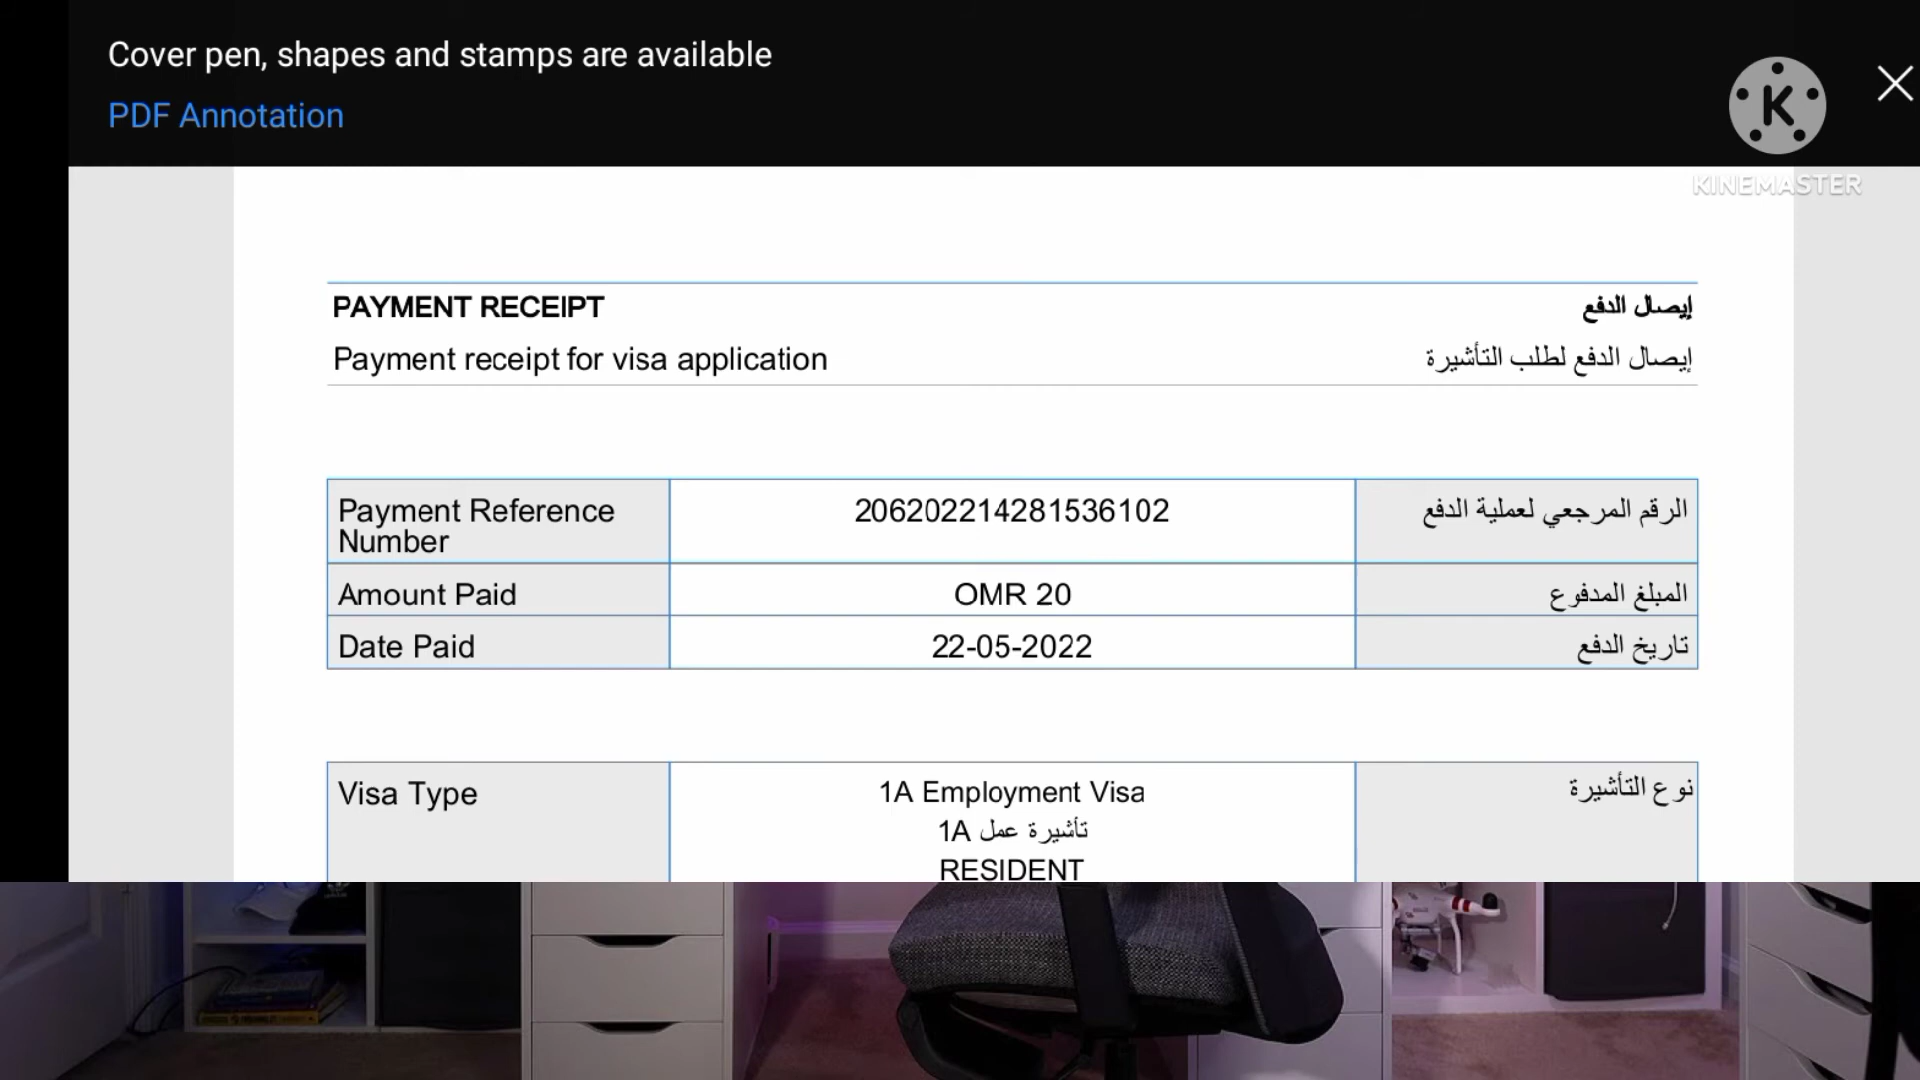 Cover pen, shapes and stamps are available
PDF Annotation
K
KINEMASTER
PAYMENT RECEIPT
إيصال الدفع
Payment receipt for visa application
إيصال الدفع لطلب التأشيرة
Payment Reference
Number
206202214281536102
الرقم المرجعي لعملية الدفع
Amount Paid
OMR 20
المبلغ المدفوع
Date Paid
22-05-2022
تاريخ الدفع
Visa Type
1A Employment Visa
تأشيرة عمل 1A
RESIDENT
نوع التأشيرة